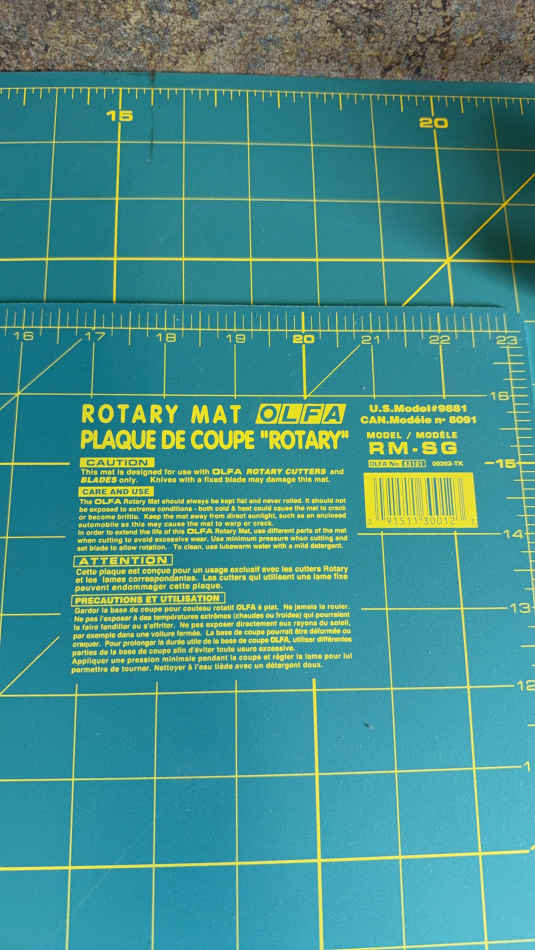 15 20
16 17 18 19 20 21 22 23
16
15
14
13
12
1
ROTARY MAT OLFA
PLAQUE DE COUPE "ROTARY"
CAUTION
This mat is designed for use with OLFA ROTARY CUTTERS and
BLADES only. Knives with a fixed blade may damage this mat.
CARE AND USE
The OLFA Rotary Mat should always be kept flat and never rolled. It should not
be exposed to extreme conditions - both cold & heat could cause the mat to crack
or become brittle. Keep the mat away from direct sunlight, such as an enclosed
automobile as this may cause the mat to warp or crack.
In order to extend the life of this OLFA Rotary Mat, use different parts of the mat
when cutting to avoid excessive wear. Use minimum pressure when cutting and
set blade to allow rotation. To clean, use lukewarm water with a mild detergent.
ATTENTION
Cette plaque est conçue pour un usage exclusif avec les cutters Rotary
et les lames correspondantes. Les cutters qui utilisent une lame fixe
peuvent endommager cette plaque.
PRECAUTIONS ET UTILISATION
Garder la base de coupe pour couteau rotatif OLFA à plat. Ne jamais la rouler.
Ne pas l'exposer à des températures extrêmes (chaudes ou froides) qui pourraient
la faire fendiller ou s'effriter. Ne pas exposer directement aux rayons du soleil,
par exemple dans une voiture fermée. La base de coupe pourrait être déformée ou
craquer. Pour prolonger la durée utile de la base de coupe OLFA, utiliser différentes
parties de la base de coupe afin d'éviter toute usure excessive.
Appliquer une pression minimale pendant la coupe et régler la lame pour lui
permettre de tourner. Nettoyer à l'eau tiède avec un détergent doux.
U.S.Model#9881
CAN.Modéle nº 8091
MODEL / MODÈLE
RM-SG
OLFA No. 00203-TX
91511 30012